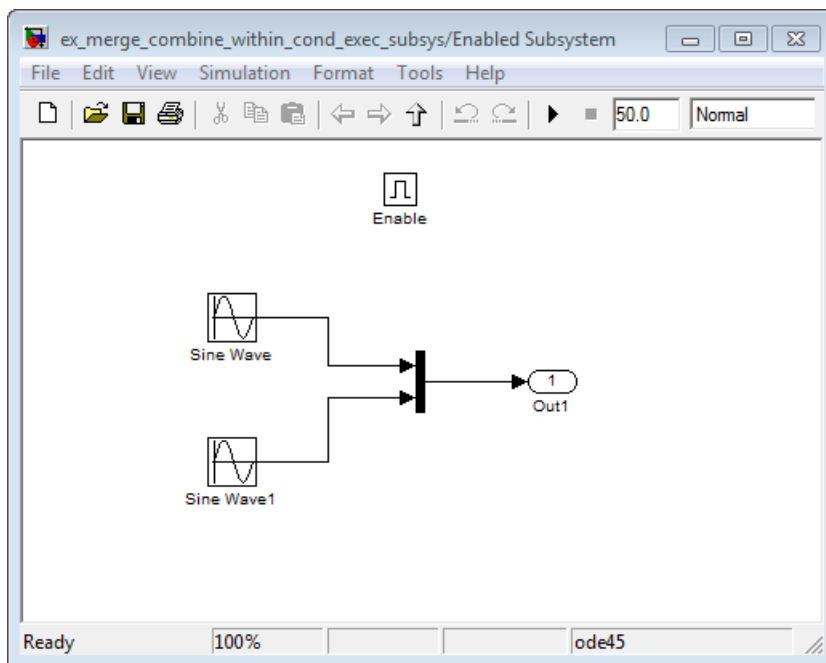 ex_merge_combine_within_cond_exec_subsys/Enabled Subsystem
File Edit View Simulation Format Tools Help
50.0 Normal
Enable
Sine Wave
1
Out1
Sine Wave1
Ready 100% ode45